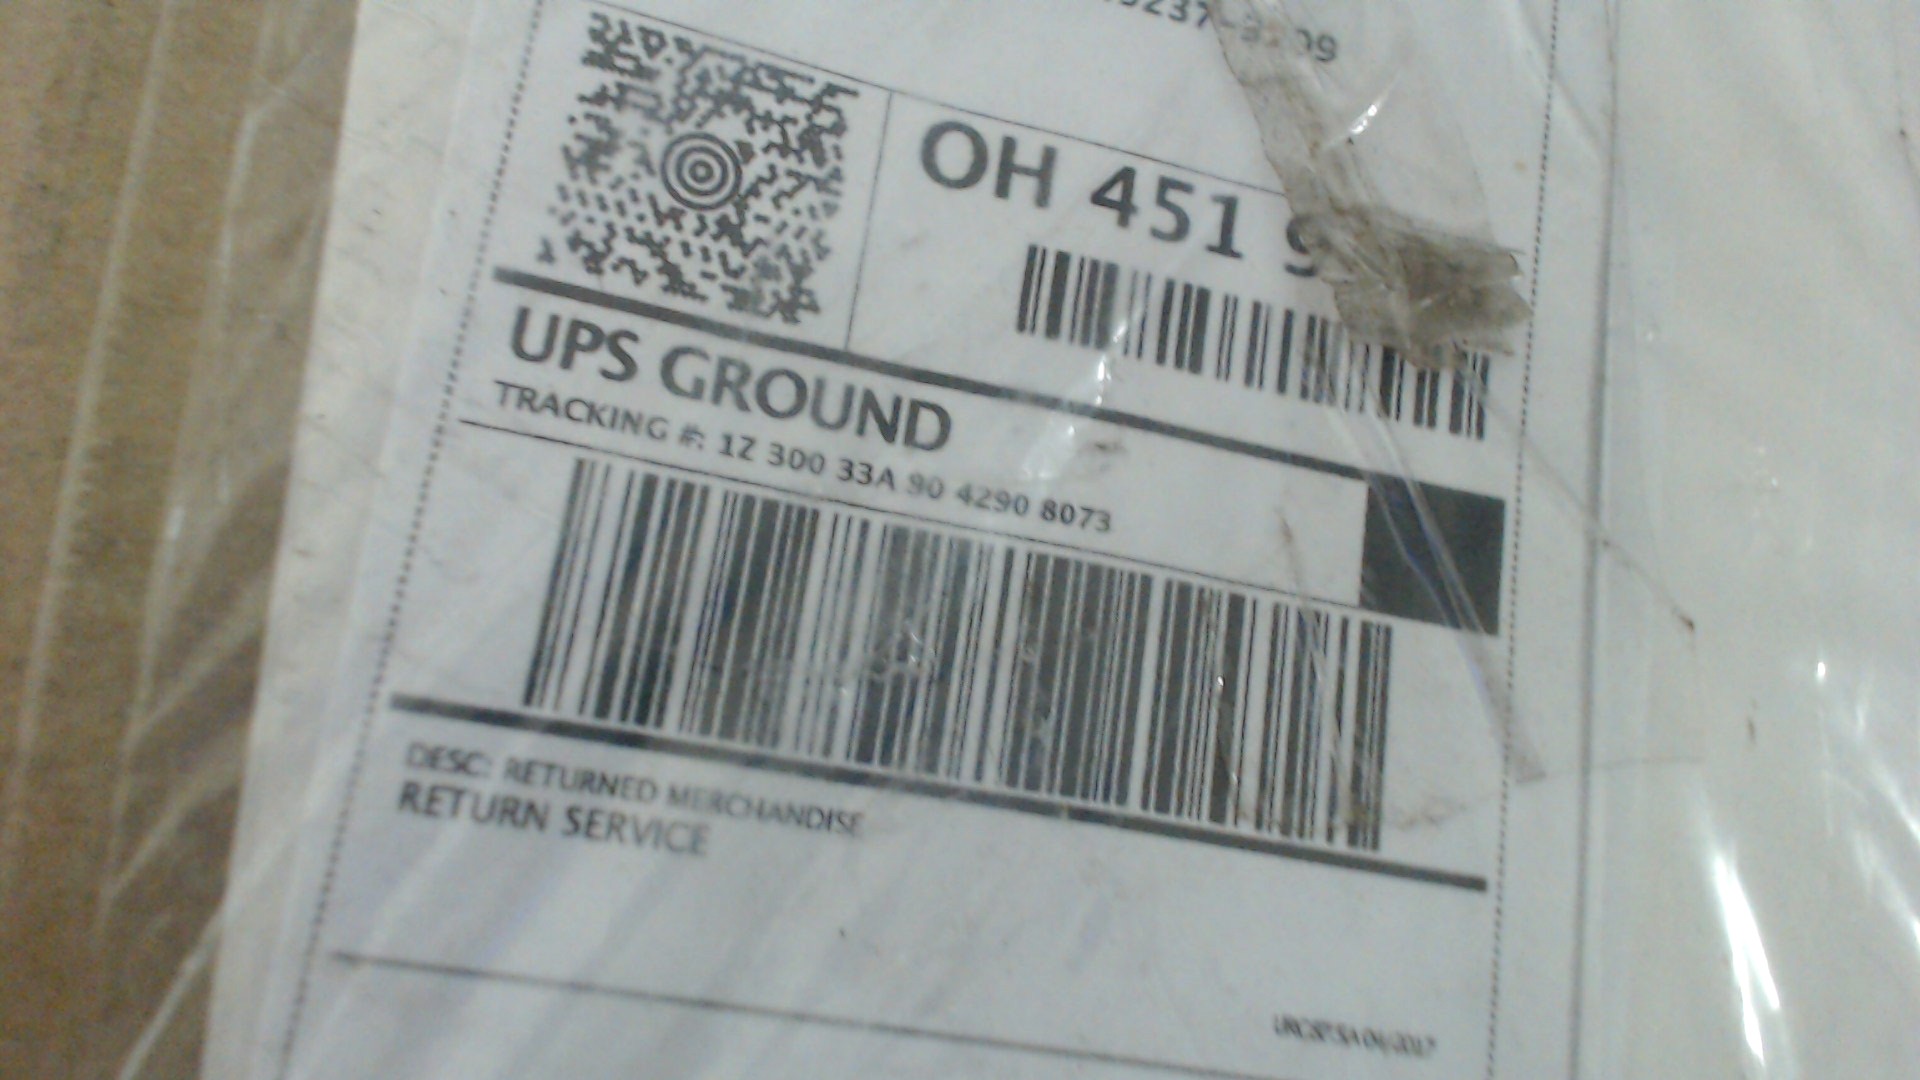 OH 451
UPS GROUND
TRACKING #: 1Z 300 33A 90 4290 8073
DESC: RETURNED MERCHANDISE
RETURN SERVICE